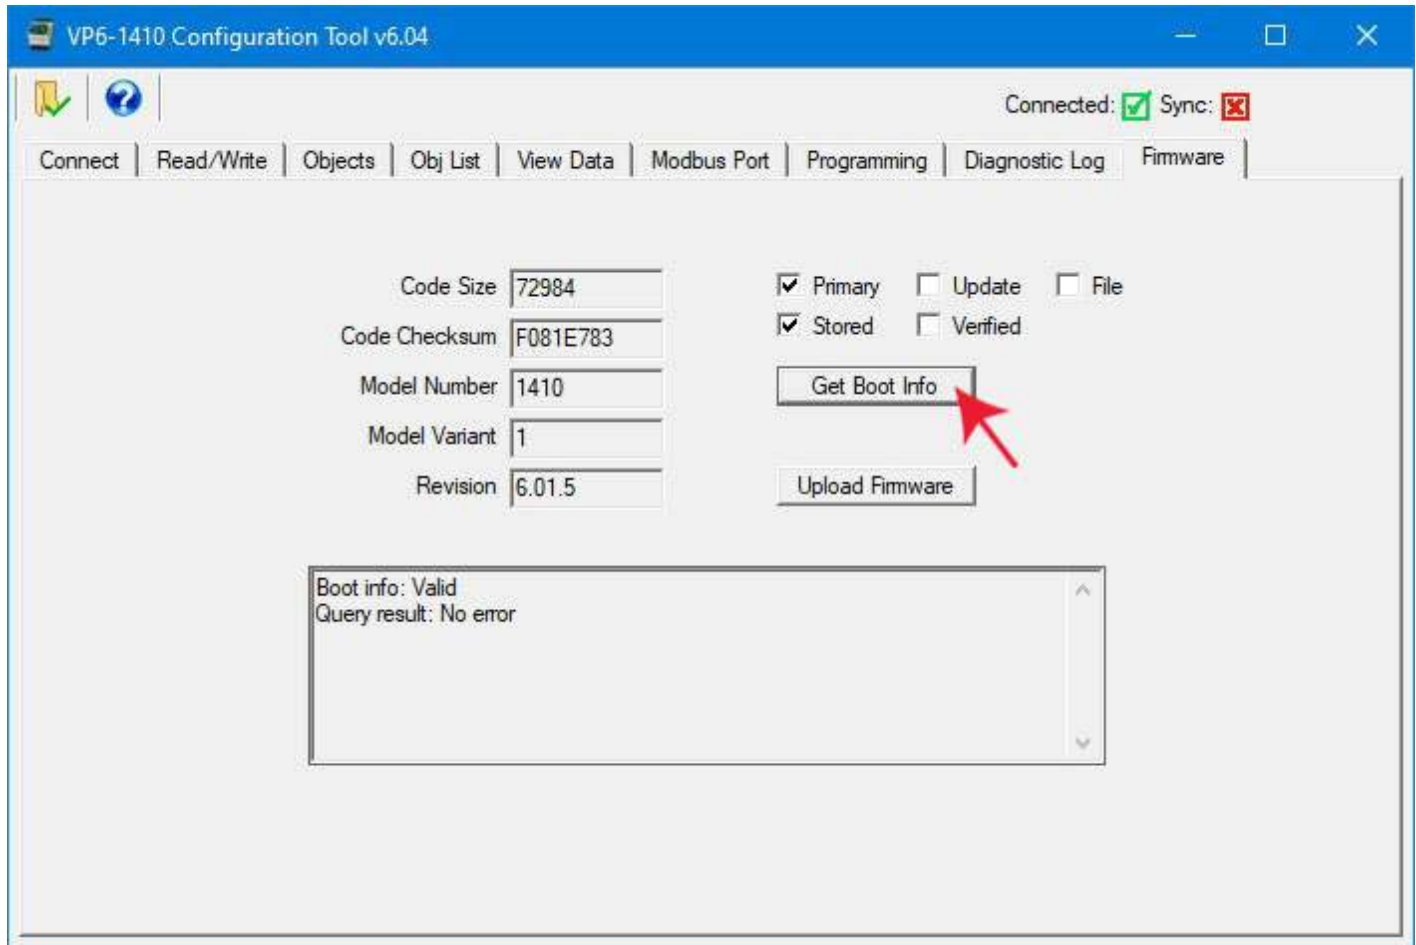 VP6-1410 Configuration Tool v6.04
Connected: Sync:
Connect Read/Write Objects Obj List View Data Modbus Port Programming Diagnostic Log Firmware
Code Size 72984 Primary Update File
Code Checksum F081E783 Stored Verified
Model Number 1410 Get Boot Info
Model Variant 1
Revision 6.01.5 Upload Firmware
Boot info: Valid
Query result: No error